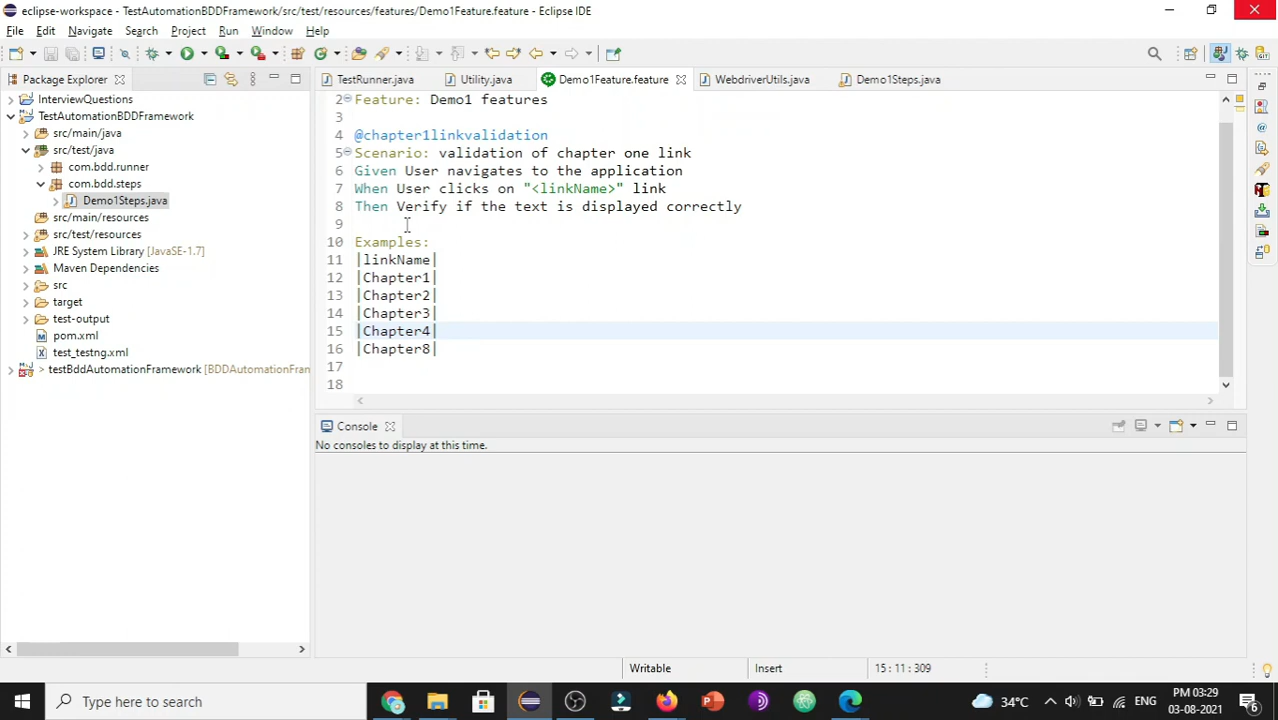 eclipse-workspace - TestAutomationBDDFramework/src/test/resources/features/Demo1Feature.feature - Eclipse IDE
File Edit Navigate Search Project Run Window Help
Package Explorer
InterviewQuestions
TestAutomationBDDFramework
src/main/java
src/test/java
com.bdd.runner
com.bdd.steps
Demo1Steps.java
src/main/resources
src/test/resources
JRE System Library [JavaSE-1.7]
Maven Dependencies
src
target
test-output
pom.xml
test_testng.xml
> testBddAutomationFramework [BDDAutomationFran
TestRunner.java Utility.java Demo1Feature.feature WebdriverUtils.java Demo1Steps.java
2 Feature: Demo1 features
3
4 @chapter1linkvalidation
5 Scenario: validation of chapter one link
6 Given User navigates to the application
7 When User clicks on "<linkName>" link
8 Then Verify if the text is displayed correctly
9
10 Examples:
11 |linkName|
12 |Chapter1|
13 |Chapter2|
14 |Chapter3|
15 |Chapter4|
16 |Chapter8|
17
18
Console
No consoles to display at this time.
Writable Insert 15 : 11 : 309
Type here to search
34°C ENG PM 03:29
03-08-2021
6